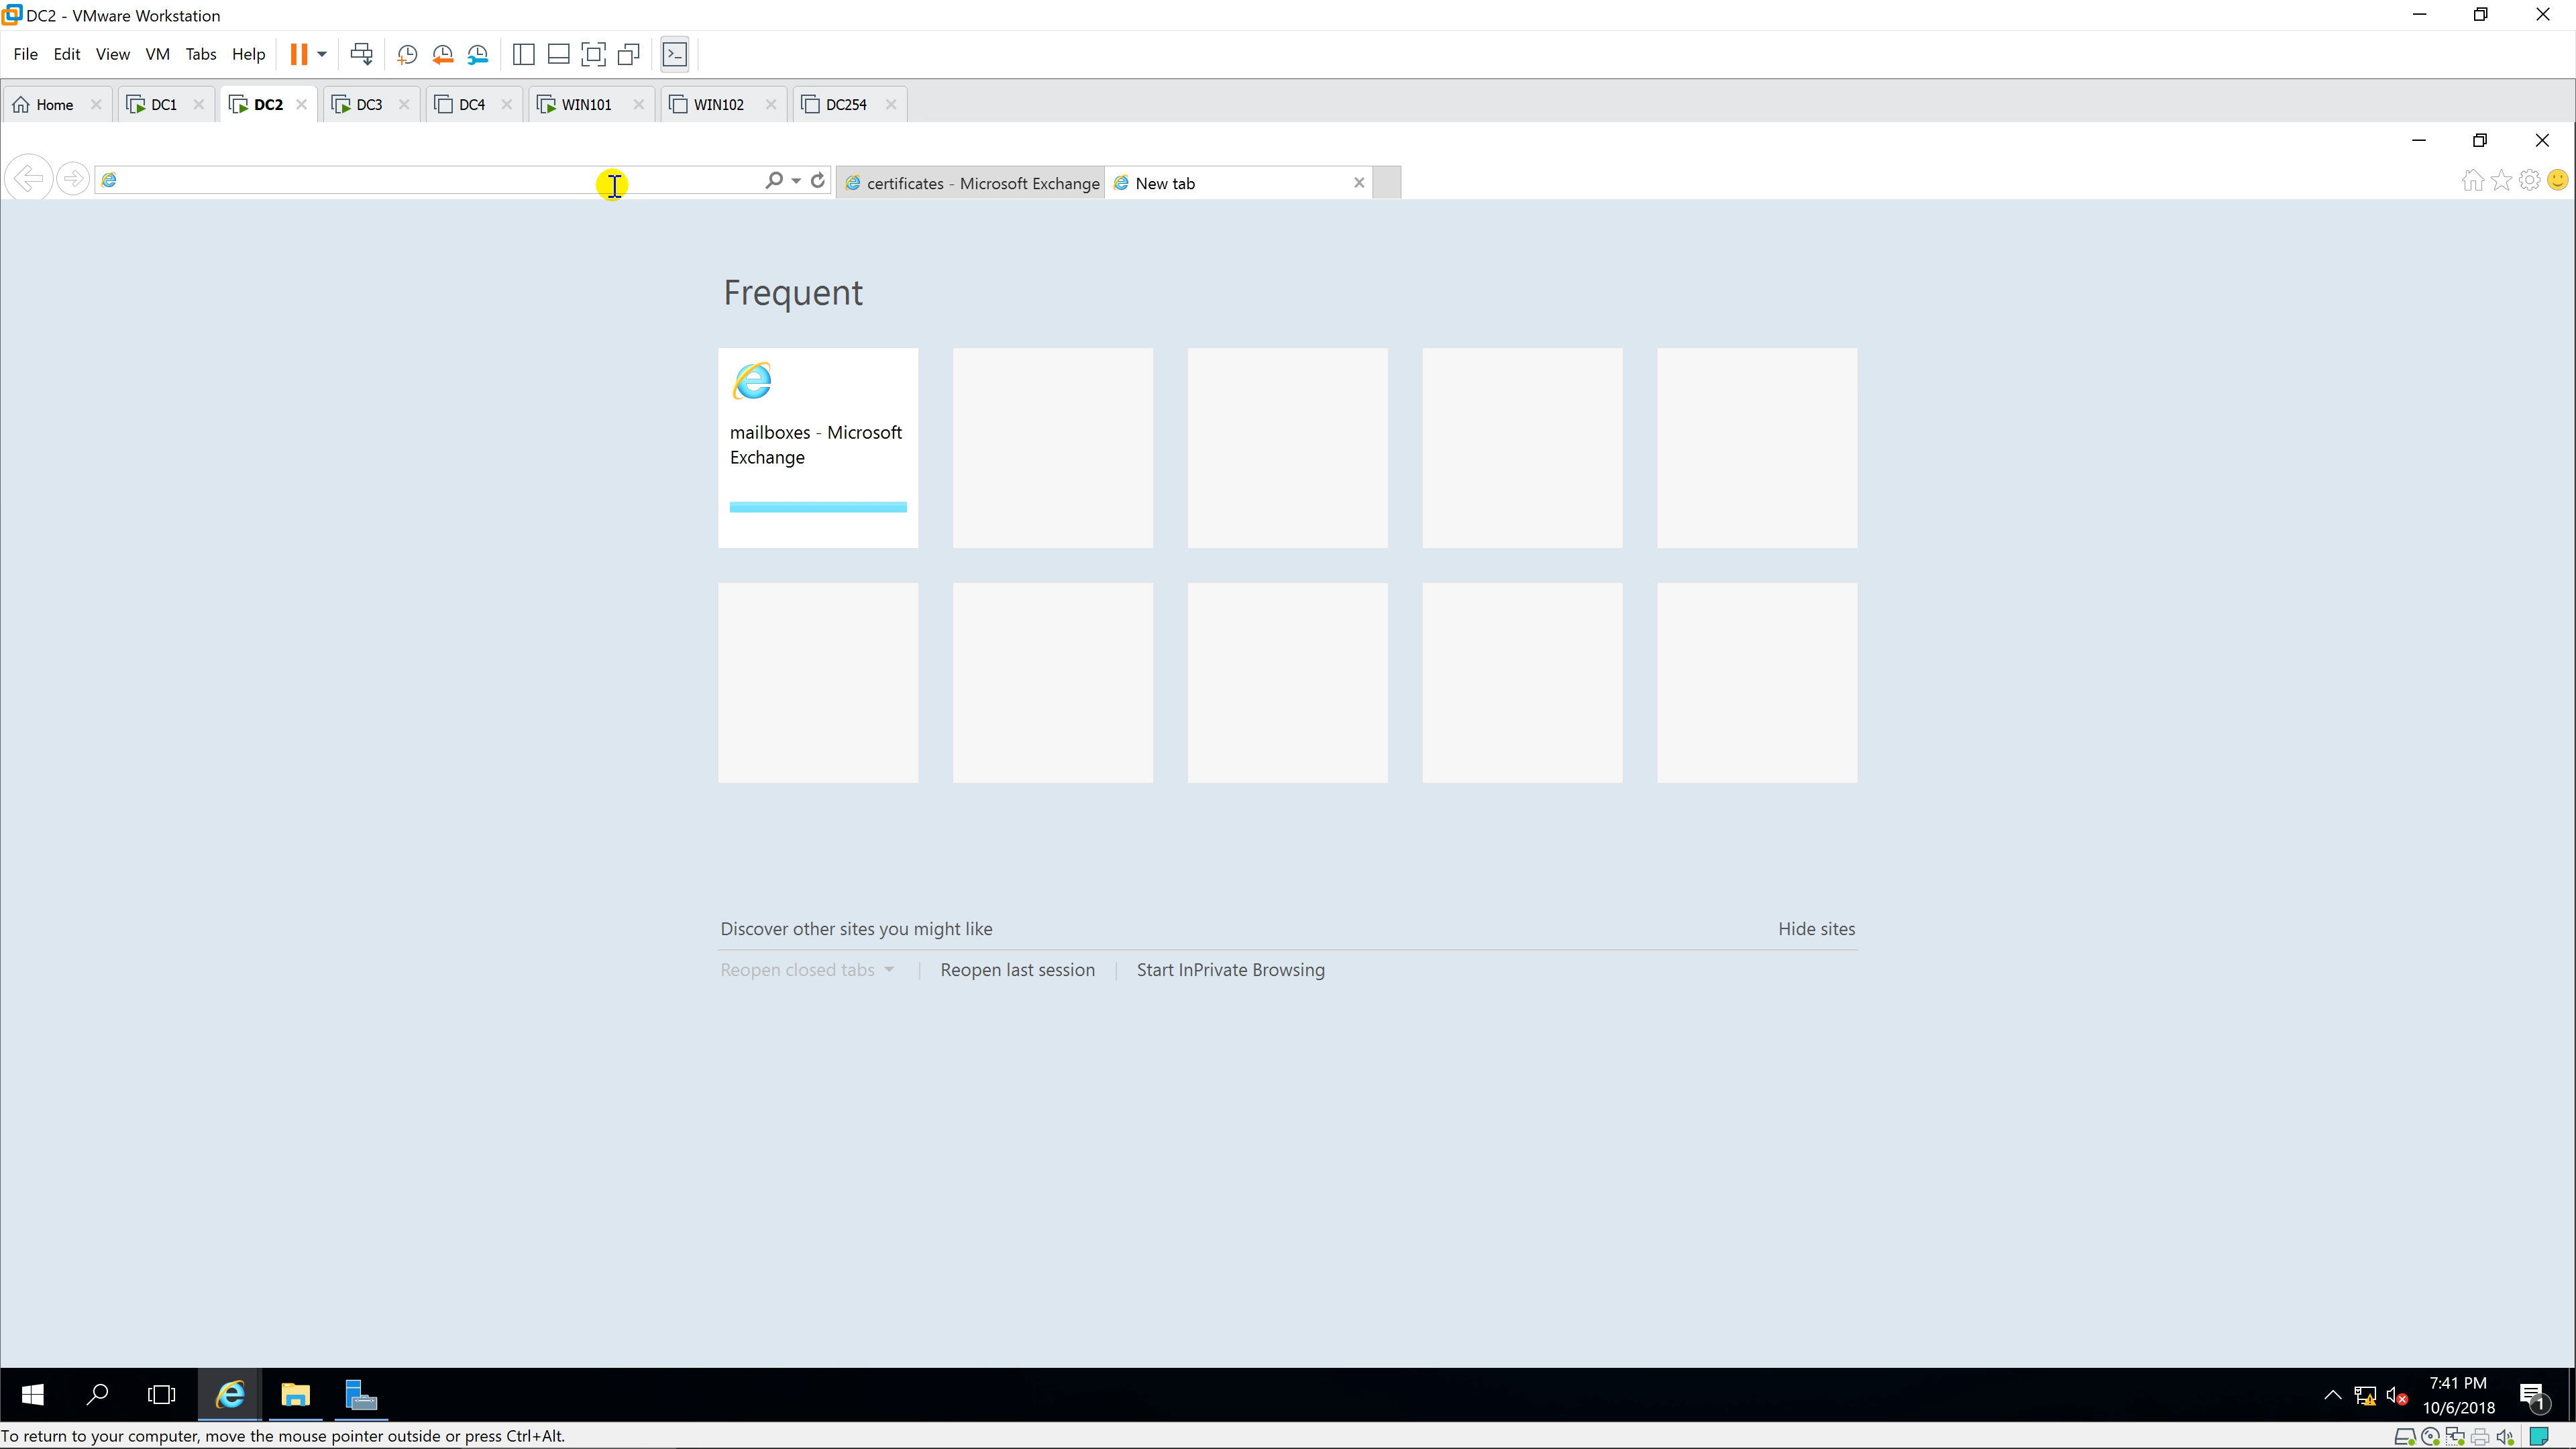 DC2 - VMware Workstation
File Edit View VM Tabs Help
Home DC1 DC2 DC3 DC4 WIN101 WIN102 DC254
certificates - Microsoft Exchange New tab
Frequent
mailboxes - Microsoft
Exchange
Discover other sites you might like Hide sites
Reopen closed tabs Reopen last session Start InPrivate Browsing
7:41 PM
10/6/2018
1
To return to your computer, move the mouse pointer outside or press Ctrl+Alt.